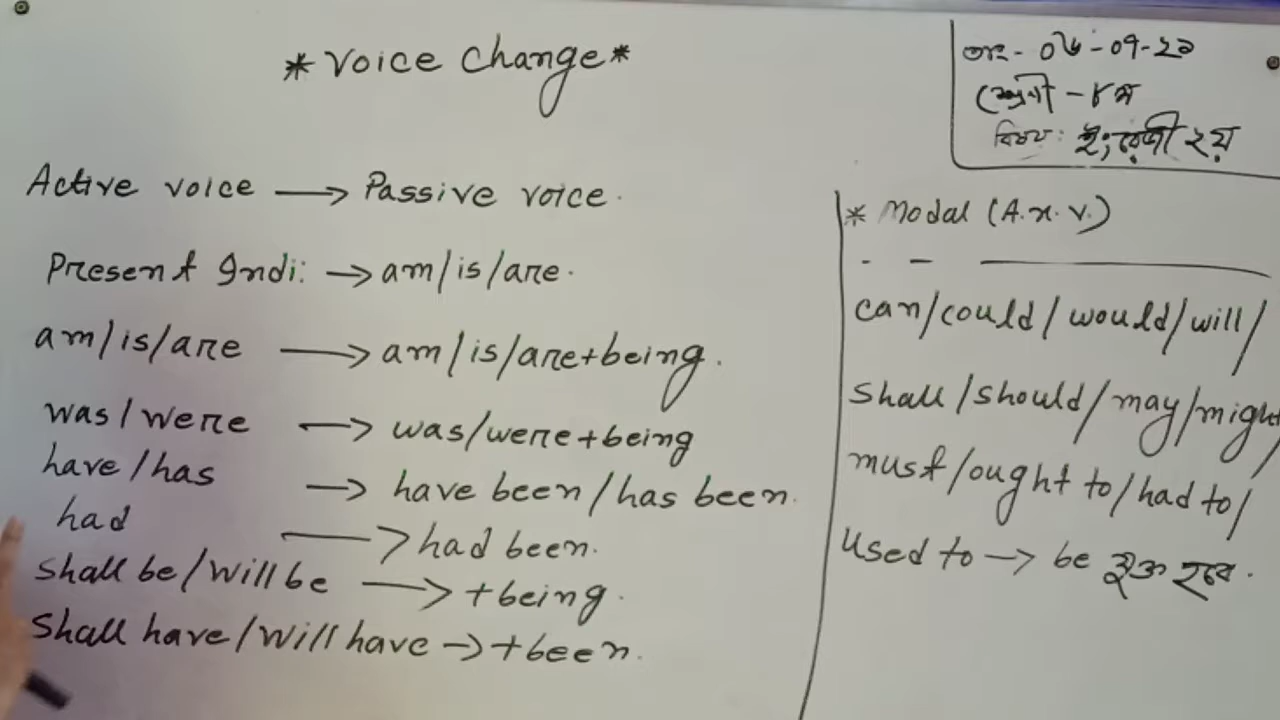 * Voice Change *
তাং - ০৬-০৭-২১
শ্রেণী - ৮ম
বিষয়: ইংরেজী ২য়
Active voice → Passive voice.
Present Indi: → am/is/are.
am/is/are → am/is/are+being.
was/were → was/were+being
have/has → have been/has been.
had → had been.
Shall be/Will be → +being.
Shall have/Will have → +been.
* Modal (A.x.v.)
can/could/would/will/
Shall/should/may/might/
must/ought to/had to/
used to → be যুক্ত হবে.